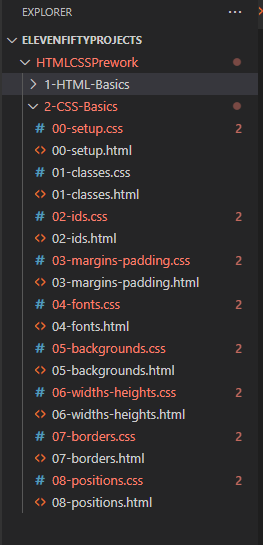 EXPLORER
ELEVENFIFTYPROJECTS
HTMLCSSPrework
1-HTML-Basics
2-CSS-Basics
00-setup.css 2
00-setup.html
01-classes.css
01-classes.html
02-ids.css 2
02-ids.html
03-margins-padding.css 2
03-margins-padding.html
04-fonts.css 2
04-fonts.html
05-backgrounds.css 2
05-backgrounds.html
06-widths-heights.css 2
06-widths-heights.html
07-borders.css 2
07-borders.html
08-positions.css 2
08-positions.html